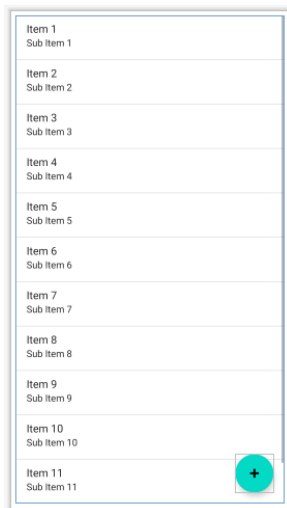 Item 1
Sub Item 1
Item 2
Sub Item 2
Item 3
Sub Item 3
Item 4
Sub Item 4
Item 5
Sub Item 5
Item 6
Sub Item 6
Item 7
Sub Item 7
Item 8
Sub Item 8
Item 9
Sub Item 9
Item 10
Sub Item 10
Item 11
Sub Item 11
+